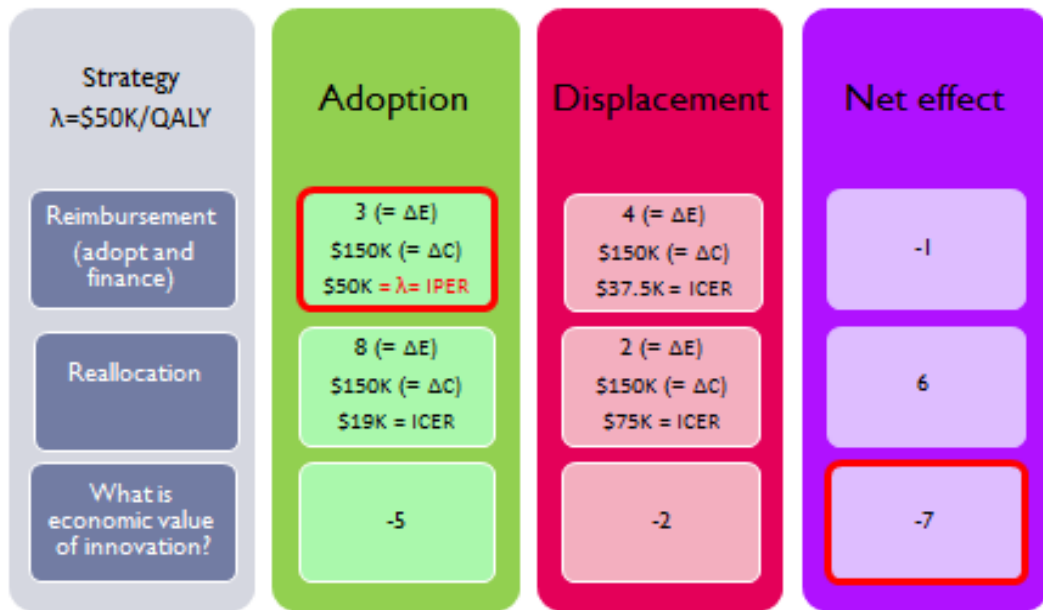 Strategy
λ=$50K/QALY
Adoption
Displacement
Net effect
Reimbursement
(adopt and
finance)
3 (= ΔE)
$150K (= ΔC)
$50K = λ= IPER
4 (= ΔE)
$150K (= ΔC)
$37.5K = ICER
-1
Reallocation
8 (= ΔE)
$150K (= ΔC)
$19K = ICER
2 (= ΔE)
$150K (= ΔC)
$75K = ICER
6
What is
economic value
of innovation?
-5
-2
-7